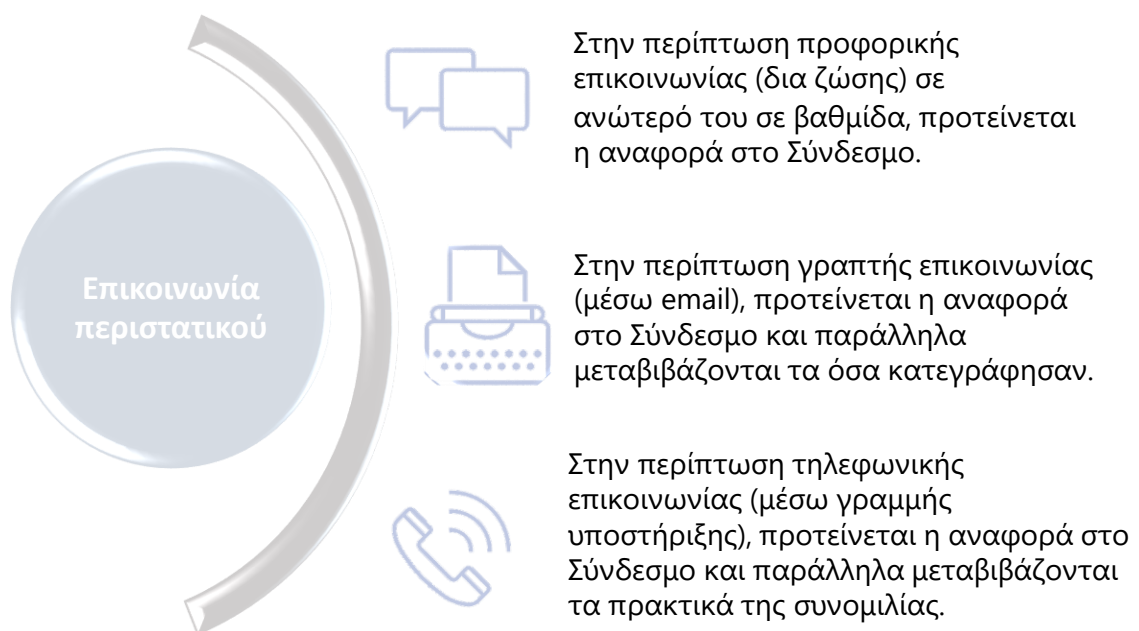 Στην περίπτωση προφορικής
επικοινωνίας (δια ζώσης) σε
ανώτερό του σε βαθμίδα, προτείνεται
η αναφορά στο Σύνδεσμο.
Επικοινωνία
περιστατικού
Στην περίπτωση γραπτής επικοινωνίας
(μέσω email), προτείνεται η αναφορά
στο Σύνδεσμο και παράλληλα
μεταβιβάζονται τα όσα κατεγράφησαν.
Στην περίπτωση τηλεφωνικής
επικοινωνίας (μέσω γραμμής
υποστήριξης), προτείνεται η αναφορά στο
Σύνδεσμο και παράλληλα μεταβιβάζονται
τα πρακτικά της συνομιλίας.